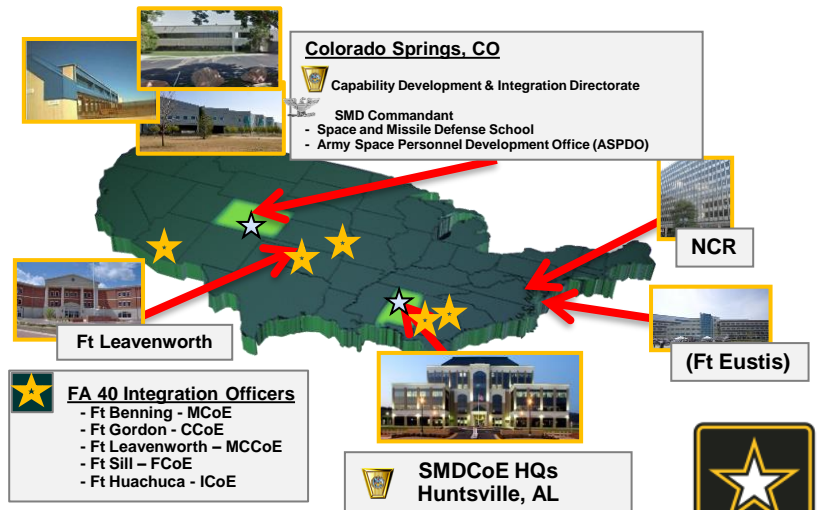 Colorado Springs, CO
Capability Development & Integration Directorate
SMD Commandant
- Space and Missile Defense School
- Army Space Personnel Development Office (ASPDO)
NCR
Ft Leavenworth
(Ft Eustis)
FA 40 Integration Officers
- Ft Benning - MCoE
- Ft Gordon - CCoE
- Ft Leavenworth – MCCoE
- Ft Sill – FCoE
- Ft Huachuca - ICoE
SMDCoE HQs
Huntsville, AL